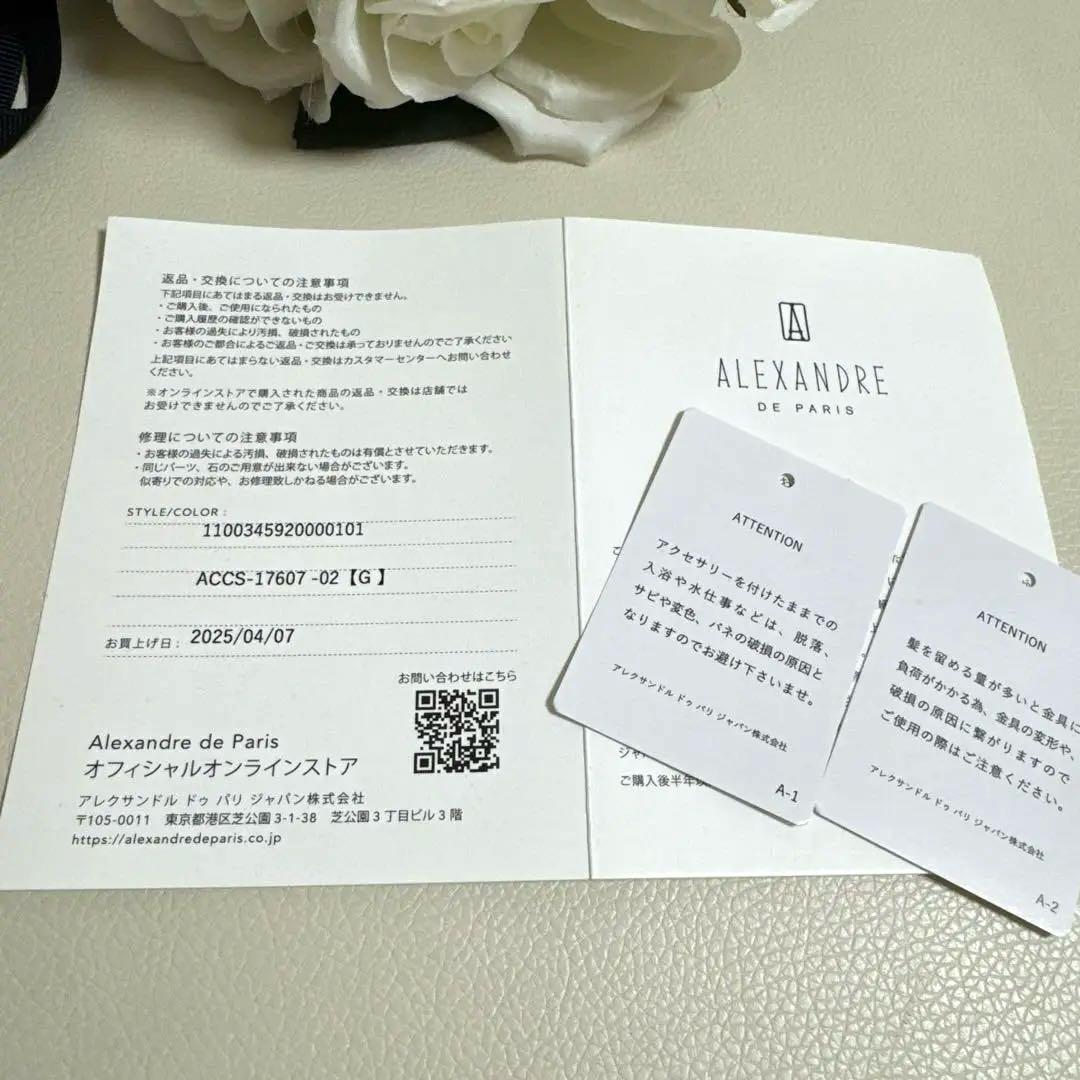 返品・交換についての注意事項
下記項目にあてはまる返品・交換はお受けできません。
・ご購入後、ご使用になられたもの
・ご購入履歴の確認ができないもの
・お客様の過失により汚損、破損されたもの
・お客様のご都合によるご返品・ご交換は承っておりませんのでご了承ください
上記項目にあてはまらない返品・交換はカスタマーセンターへお問い合わせ
ください。
※オンラインストアで購入された商品の返品・交換は店舗では
お受けできませんのでご了承ください。
修理についての注意事項
・お客様の過失による汚損、破損されたものは有償とさせていただきます。
・同じパーツ、石のご用意が出来ない場合がございます。
似寄りでの対応や、お修理致しかねる場合がございます。
STYLE/COLOR :
1100345920000101
ACCS-17607 -02【G 】
お買上げ日： 2025/04/07
お問い合わせはこちら
Alexandre de Paris
オフィシャルオンラインストア
アレクサンドル ドゥ パリ ジャパン株式会社
〒105-0011 東京都港区芝公園 3-1-38 芝公園 3 丁目ビル 3 階
https://alexandredeparis.co.jp
A
ALEXANDRE
DE PARIS
ご購入後半年以
ATTENTION
アクセサリーを付けたままでの
入浴や水仕事などは、脱落、
サビや変色、バネの破損の原因と
なりますのでお避け下さいませ。
アレクサンドル ドゥ パリ ジャパン株式会社
A-1
ATTENTION
髪を留める量が多いと金具に
負荷がかかる為、金具の変形や、
破損の原因に繋がりますので
ご使用の際はご注意ください。
アレクサンドル ドゥ パリ ジャパン株式会社
A-2